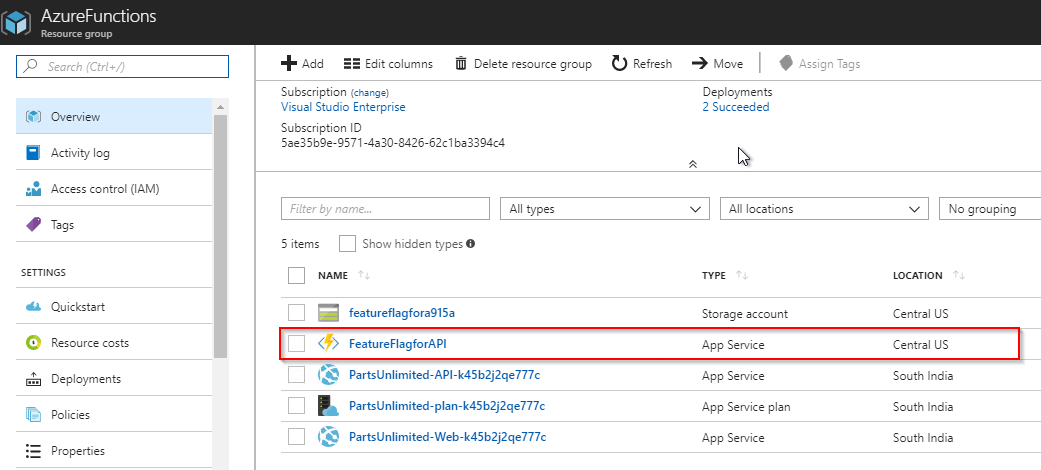 AzureFunctions
Resource group
Search (Ctrl+/)
Overview
Activity log
Access control (IAM)
Tags
SETTINGS
Quickstart
Resource costs
Deployments
Policies
Properties
Add Edit columns Delete resource group Refresh Move Assign Tags
Subscription (change) Deployments
Visual Studio Enterprise 2 Succeeded
Subscription ID
5ae35b9e-9571-4a30-8426-62c1ba3394c4
Filter by name... All types All locations No grouping
5 items Show hidden types
NAME TYPE LOCATION
featureflagfora915a Storage account Central US
FeatureFlagforAPI App Service Central US
PartsUnlimited-API-k45b2j2qe777c App Service South India
PartsUnlimited-plan-k45b2j2qe777c App Service plan South India
PartsUnlimited-Web-k45b2j2qe777c App Service South India